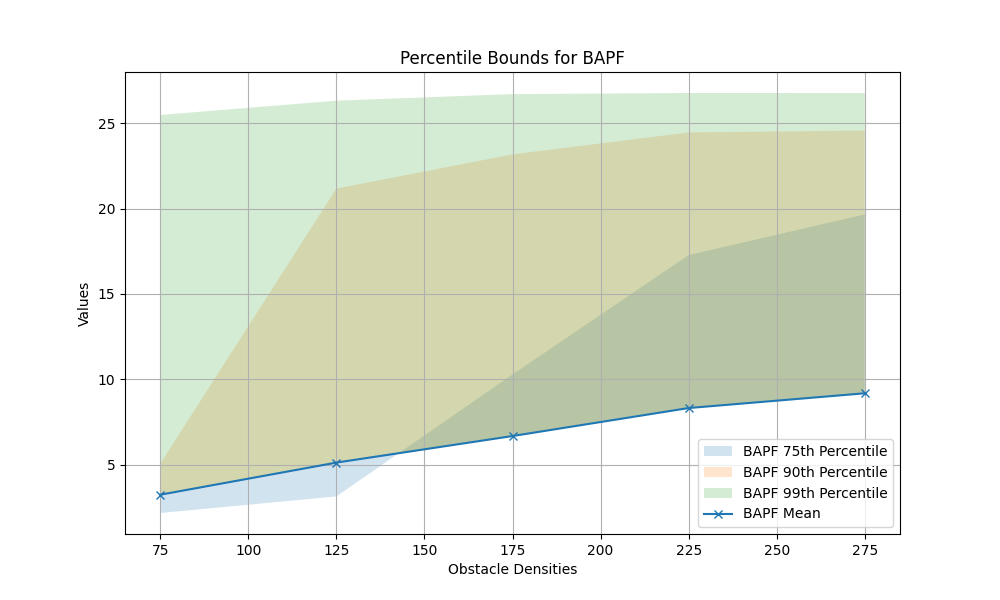 Percentile Bounds for BAPF
Values
25
20
15
10
5
75
100
125
150
175
200
225
250
275
Obstacle Densities
BAPF 75th Percentile
BAPF 90th Percentile
BAPF 99th Percentile
BAPF Mean